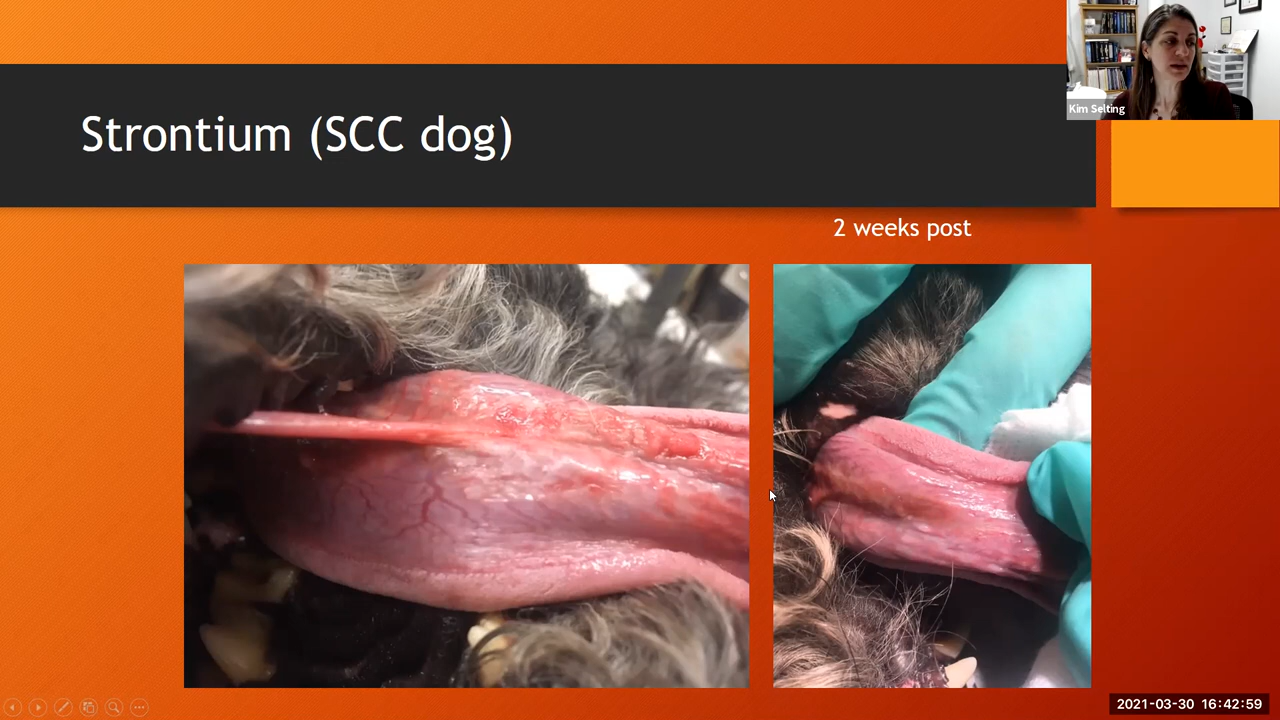 Kim Selting
Strontium (SCC dog)
2 weeks post
2021-03-30 16:42:59